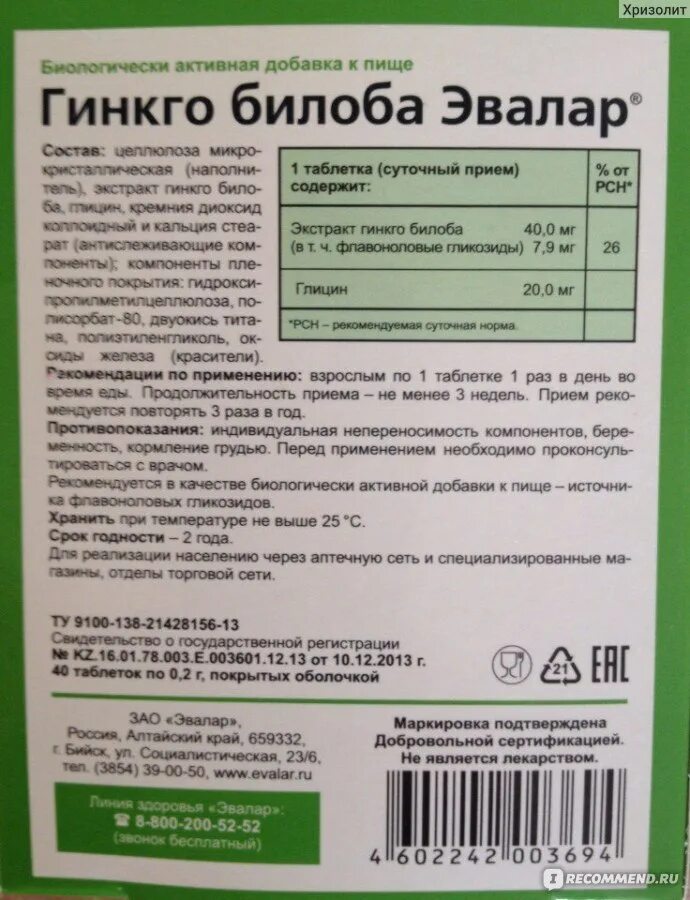 Хризолит
Биологически активная добавка к пище
Гинкго билоба Эвалар®
Состав: целлюлоза микро-
кристаллическая (наполни-
тель), экстракт гинкго било-
ба, глицин, кремния диоксид
коллоидный и кальция стеа-
рат (антислеживающие ком-
поненты); компоненты пле-
ночного покрытия: гидрокси-
пропилметилцеллюлоза, по-
лисорбат-80, двуокись тита-
на, полиэтиленгликоль, ок-
сиды железа (красители).
1 таблетка (суточный прием) % от
содержит: РСН*
Экстракт гинкго билоба 40,0 мг
(в т. ч. флавоноловые гликозиды) 7,9 мг 26
Глицин 20,0 мг
*РСН – рекомендуемая суточная норма.
Рекомендации по применению: взрослым по 1 таблетке 1 раз в день во
время еды. Продолжительность приема – не менее 3 недель. Прием реко-
мендуется повторять 3 раза в год.
Противопоказания: индивидуальная непереносимость компонентов, бере-
менность, кормление грудью. Перед применением необходимо проконсуль-
тироваться с врачом.
Рекомендуется в качестве биологически активной добавки к пище – источни-
ка флавоноловых гликозидов.
Хранить при температуре не выше 25 °С.
Срок годности – 2 года.
Для реализации населению через аптечную сеть и специализированные ма-
газины, отделы торговой сети.
ТУ 9100-138-21428156-13
Свидетельство о государственной регистрации
№ KZ.16.01.78.003.Е.003601.12.13 от 10.12.2013 г.
40 таблеток по 0,2 г, покрытых оболочкой
21
ЕАС
ЗАО «Эвалар»,
Россия, Алтайский край, 659332,
г. Бийск, ул. Социалистическая, 23/6,
тел. (3854) 39-00-50, www.evalar.ru
Линия здоровья «Эвалар»:
8-800-200-52-52
(звонок бесплатный)
Маркировка подтверждена
Добровольной сертификацией.
Не является лекарством.
4 602242 003694
IRECOMMEND.RU